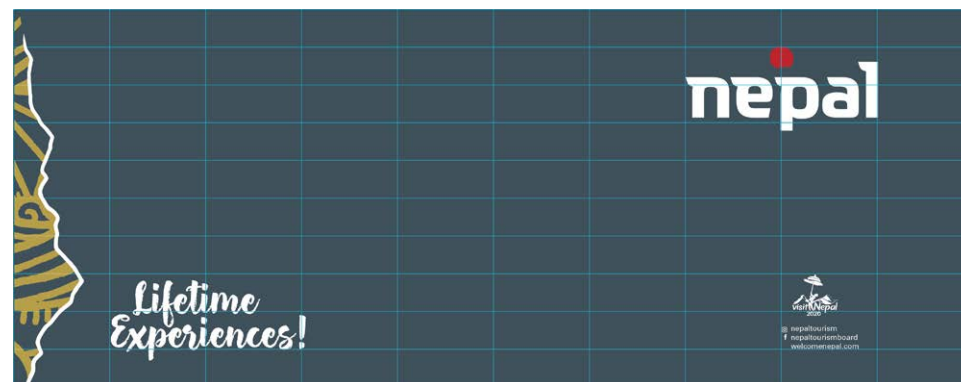 nepal
Lifetime
Experiences!
visit Nepal
2020
nepaltourism
f nepaltourismboard
welcomenepal.com